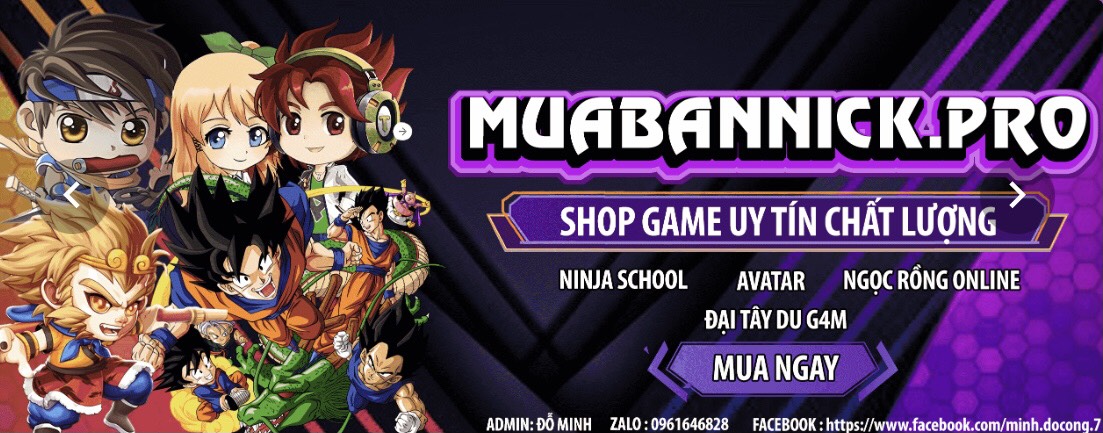 MUABANNICK.PRO
SHOP GAME UY TÍN CHẤT LƯỢNG
NINJA SCHOOL AVATAR NGỌC RỒNG ONLINE
ĐẠI TÂY DU G4M
MUA NGAY
ADMIN: ĐỖ MINH ZALO : 0961646828 FACEBOOK : https://www.facebook.com/minh.docong.7